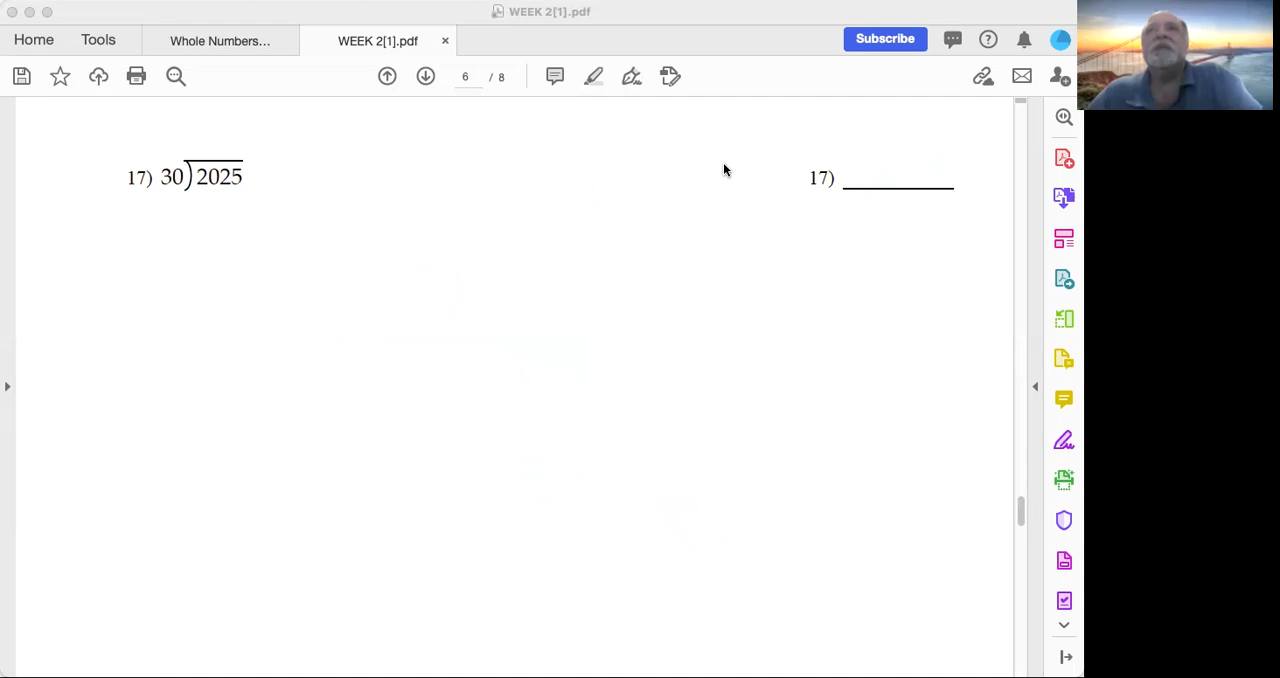 WEEK 2[1].pdf
Home Tools Whole Numbers... WEEK 2[1].pdf × Subscribe
6 / 8
17) 30)2025 17) __________